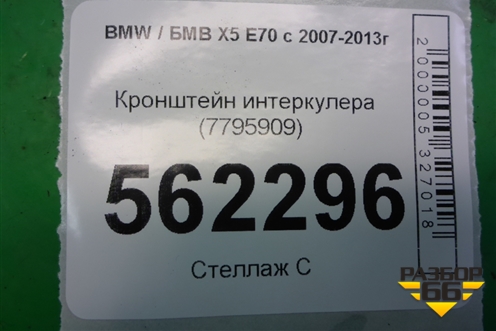 BMW / БМВ X5 E70 с 2007-2013г
Кронштейн интеркулера
(7795909)
562296
Стеллаж С
2000005327018
РАЗБОР
66